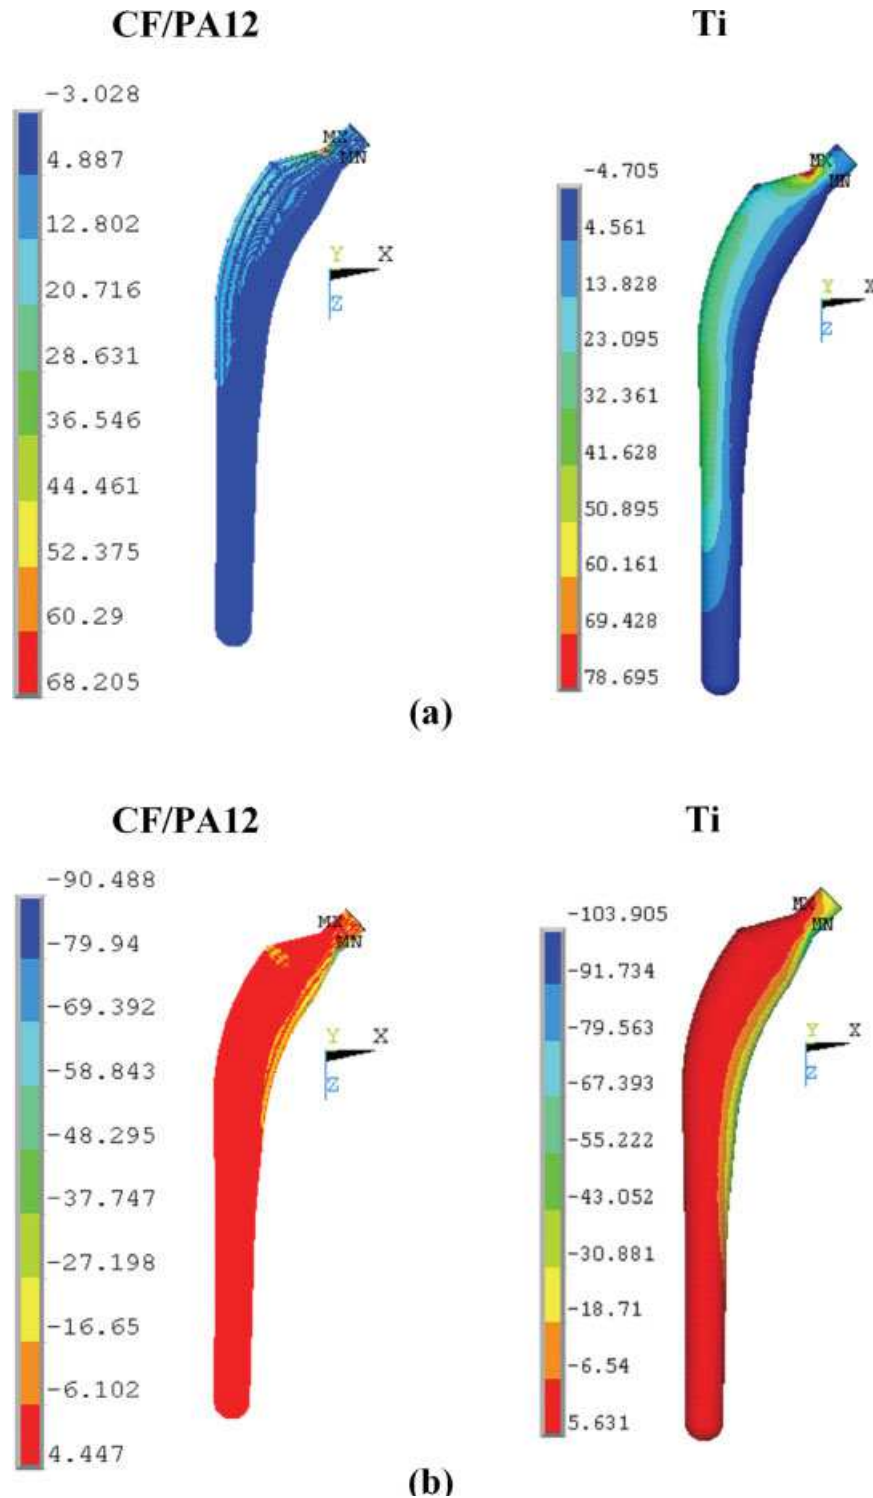 CF/PA12
Ti
-3.028
4.887
12.802
20.716
28.631
36.546
44.461
52.375
60.29
68.205
MX
MN
Y
X
Z
-4.705
4.561
13.828
23.095
32.361
41.628
50.895
60.161
69.428
78.695
MX
MN
Y
X
Z
(a)
CF/PA12
Ti
-90.488
-79.94
-69.392
-58.843
-48.295
-37.747
-27.198
-16.65
-6.102
4.447
MX
MN
Y
X
Z
-103.905
-91.734
-79.563
-67.393
-55.222
-43.052
-30.881
-18.71
-6.54
5.631
MX
MN
Y
X
Z
(b)